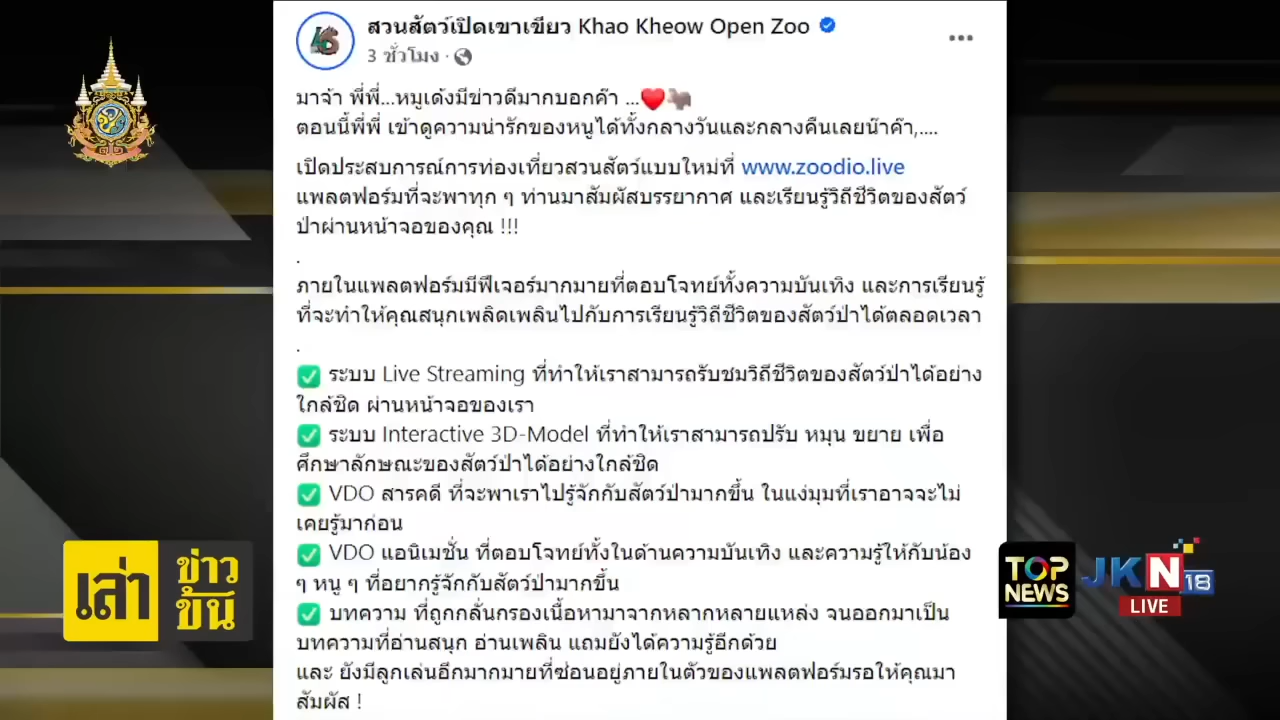 สวนสัตว์เปิดเขาเขียว Khao Kheow Open Zoo
3 ชั่วโมง ·
มาจ้า พี่พี่...หมูเด้งมีข่าวดีมากบอกค๊า ...❤️🦛
ตอนนี้พี่พี่ เข้าดูความน่ารักของหนูได้ทั้งกลางวันและกลางคืนเลยน๊าค๊า,....
เปิดประสบการณ์การท่องเที่ยวสวนสัตว์แบบใหม่ที่ www.zoodio.live
แพลตฟอร์มที่จะพาทุก ๆ ท่านมาสัมผัสบรรยากาศ และเรียนรู้วิถีชีวิตของสัตว์
ป่าผ่านหน้าจอของคุณ !!!
.
ภายในแพลตฟอร์มมีฟีเจอร์มากมายที่ตอบโจทย์ทั้งความบันเทิง และการเรียนรู้
ที่จะทำให้คุณสนุกเพลิดเพลินไปกับการเรียนรู้วิถีชีวิตของสัตว์ป่าได้ตลอดเวลา
.
✅ ระบบ Live Streaming ที่ทำให้เราสามารถรับชมวิถีชีวิตของสัตว์ป่าได้อย่าง
ใกล้ชิด ผ่านหน้าจอของเรา
✅ ระบบ Interactive 3D-Model ที่ทำให้เราสามารถปรับ หมุน ขยาย เพื่อ
ศึกษาลักษณะของสัตว์ป่าได้อย่างใกล้ชิด
✅ VDO สารคดี ที่จะพาเราไปรู้จักกับสัตว์ป่ามากขึ้น ในแง่มุมที่เราอาจจะไม่
เคยรู้มาก่อน
✅ VDO แอนิเมชั่น ที่ตอบโจทย์ทั้งในด้านความบันเทิง และความรู้ให้กับน้อง
ๆ หนู ๆ ที่อยากรู้จักกับสัตว์ป่ามากขึ้น
✅ บทความ ที่ถูกกลั่นกรองเนื้อหามาจากหลากหลายแหล่ง จนออกมาเป็น
บทความที่อ่านสนุก อ่านเพลิน แถมยังได้ความรู้อีกด้วย
และ ยังมีลูกเล่นอีกมากมายที่ซ่อนอยู่ภายในตัวของแพลตฟอร์มรอให้คุณมา
สัมผัส !
เล่า
ข่าว
ข้น
TOP
NEWS
JKN18
LIVE